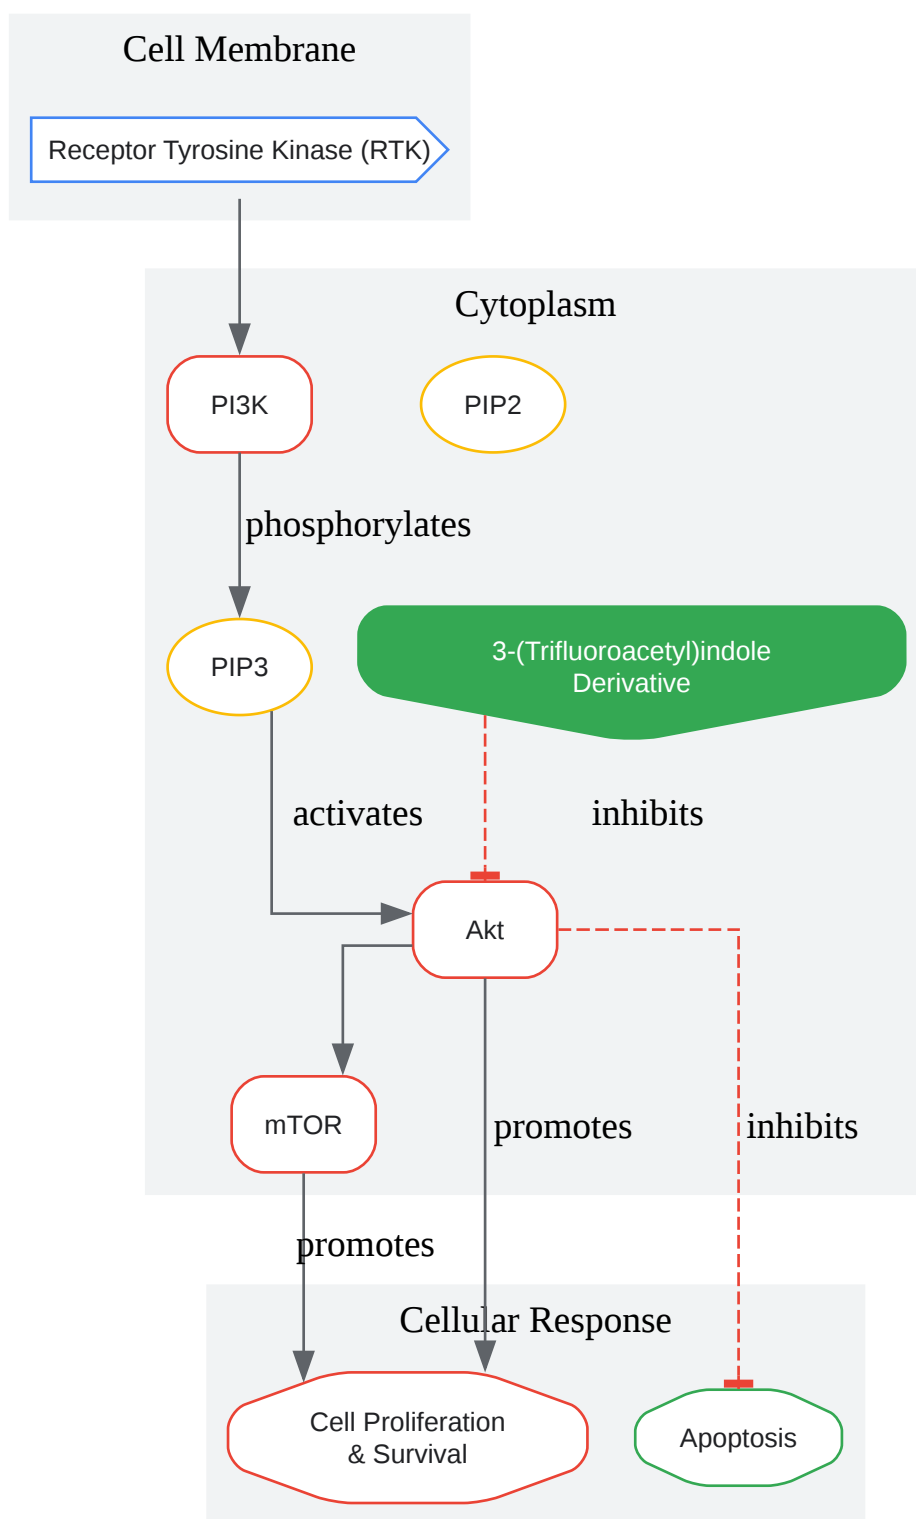 Cell Membrane
Receptor Tyrosine Kinase (RTK)
Cytoplasm
PI3K
PIP2
phosphorylates
PIP3
3-(Trifluoroacetyl)indole
Derivative
activates
inhibits
Akt
mTOR
promotes
inhibits
promotes
Cellular Response
Cell Proliferation
& Survival
Apoptosis